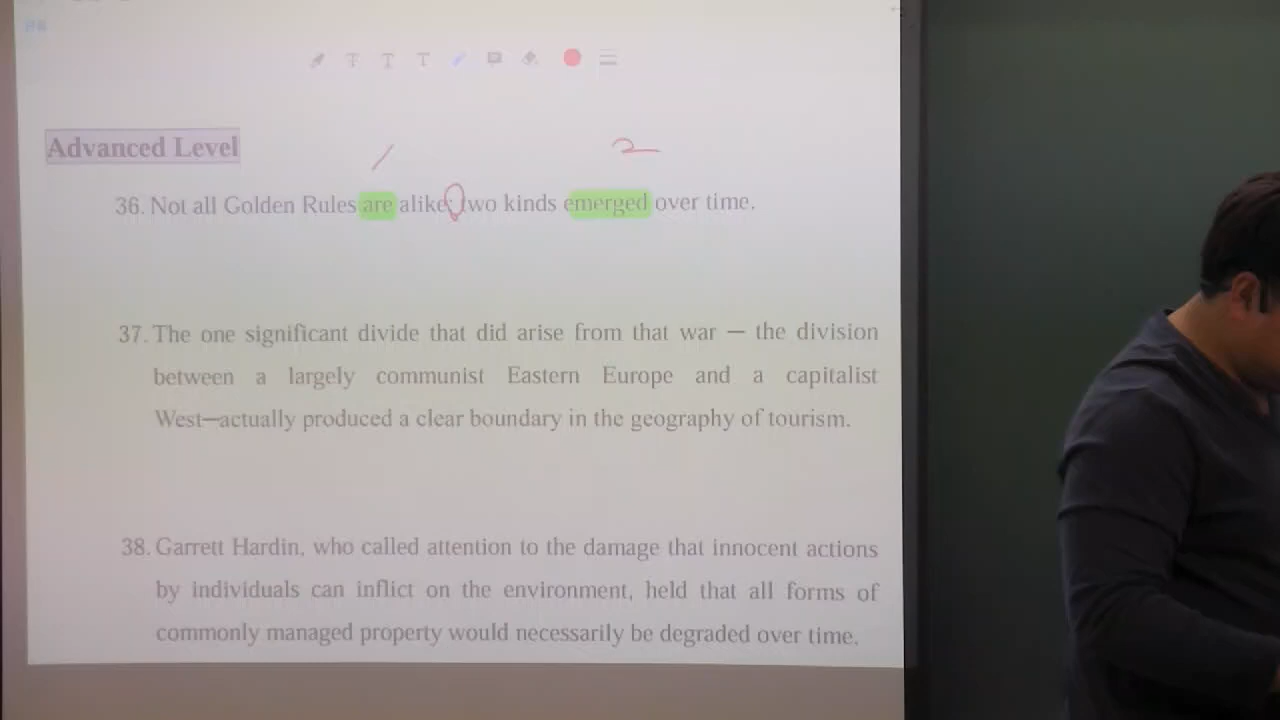 Advanced Level
1 2
36. Not all Golden Rules are alike; two kinds emerged over time.
37. The one significant divide that did arise from that war — the division
between a largely communist Eastern Europe and a capitalist
West—actually produced a clear boundary in the geography of tourism.
38. Garrett Hardin, who called attention to the damage that innocent actions
by individuals can inflict on the environment, held that all forms of
commonly managed property would necessarily be degraded over time.